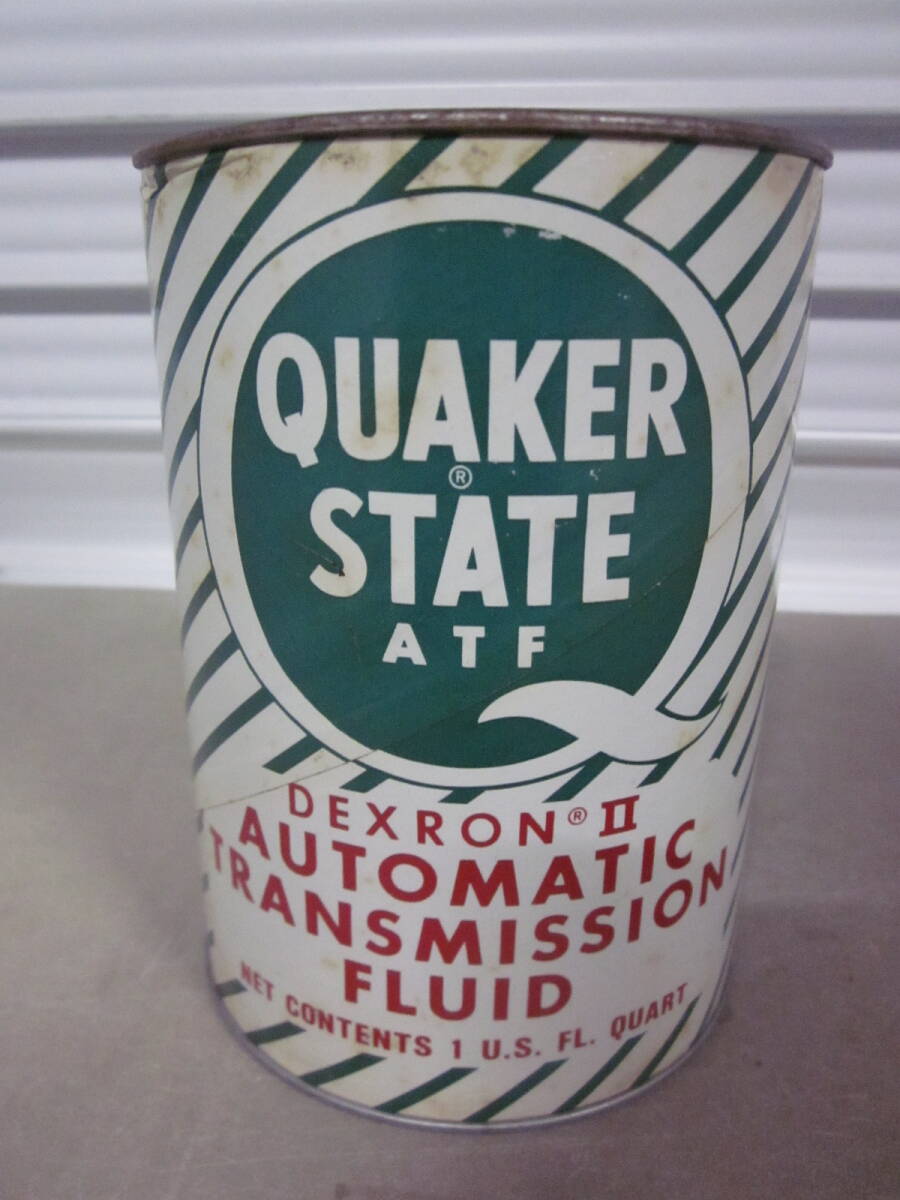 QUAKER
®
STATE
ATF
DEXRON® II
AUTOMATIC
TRANSMISSION
FLUID
NET CONTENTS 1 U.S. FL. QUART